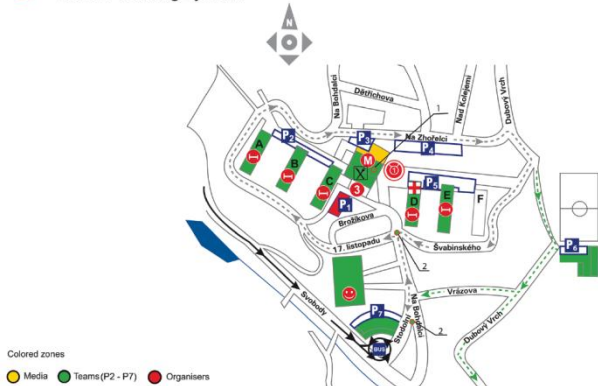 N
Na Bohdalci
Dětřichova
Nad Kolejemi
Dubový Vrch
1
Na Zhořelci
P2
P3
P4
A
B
C
M
3
P1
P5
D
E
F
Brožíkova
17. listopadu
Švabinského
2
P6
Svobody
Vrázova
Na Bohdalci
P7
Stodolní
2
Dubový Vrch
BUS
Colored zones
Media
Teams (P2 - P7)
Organisers